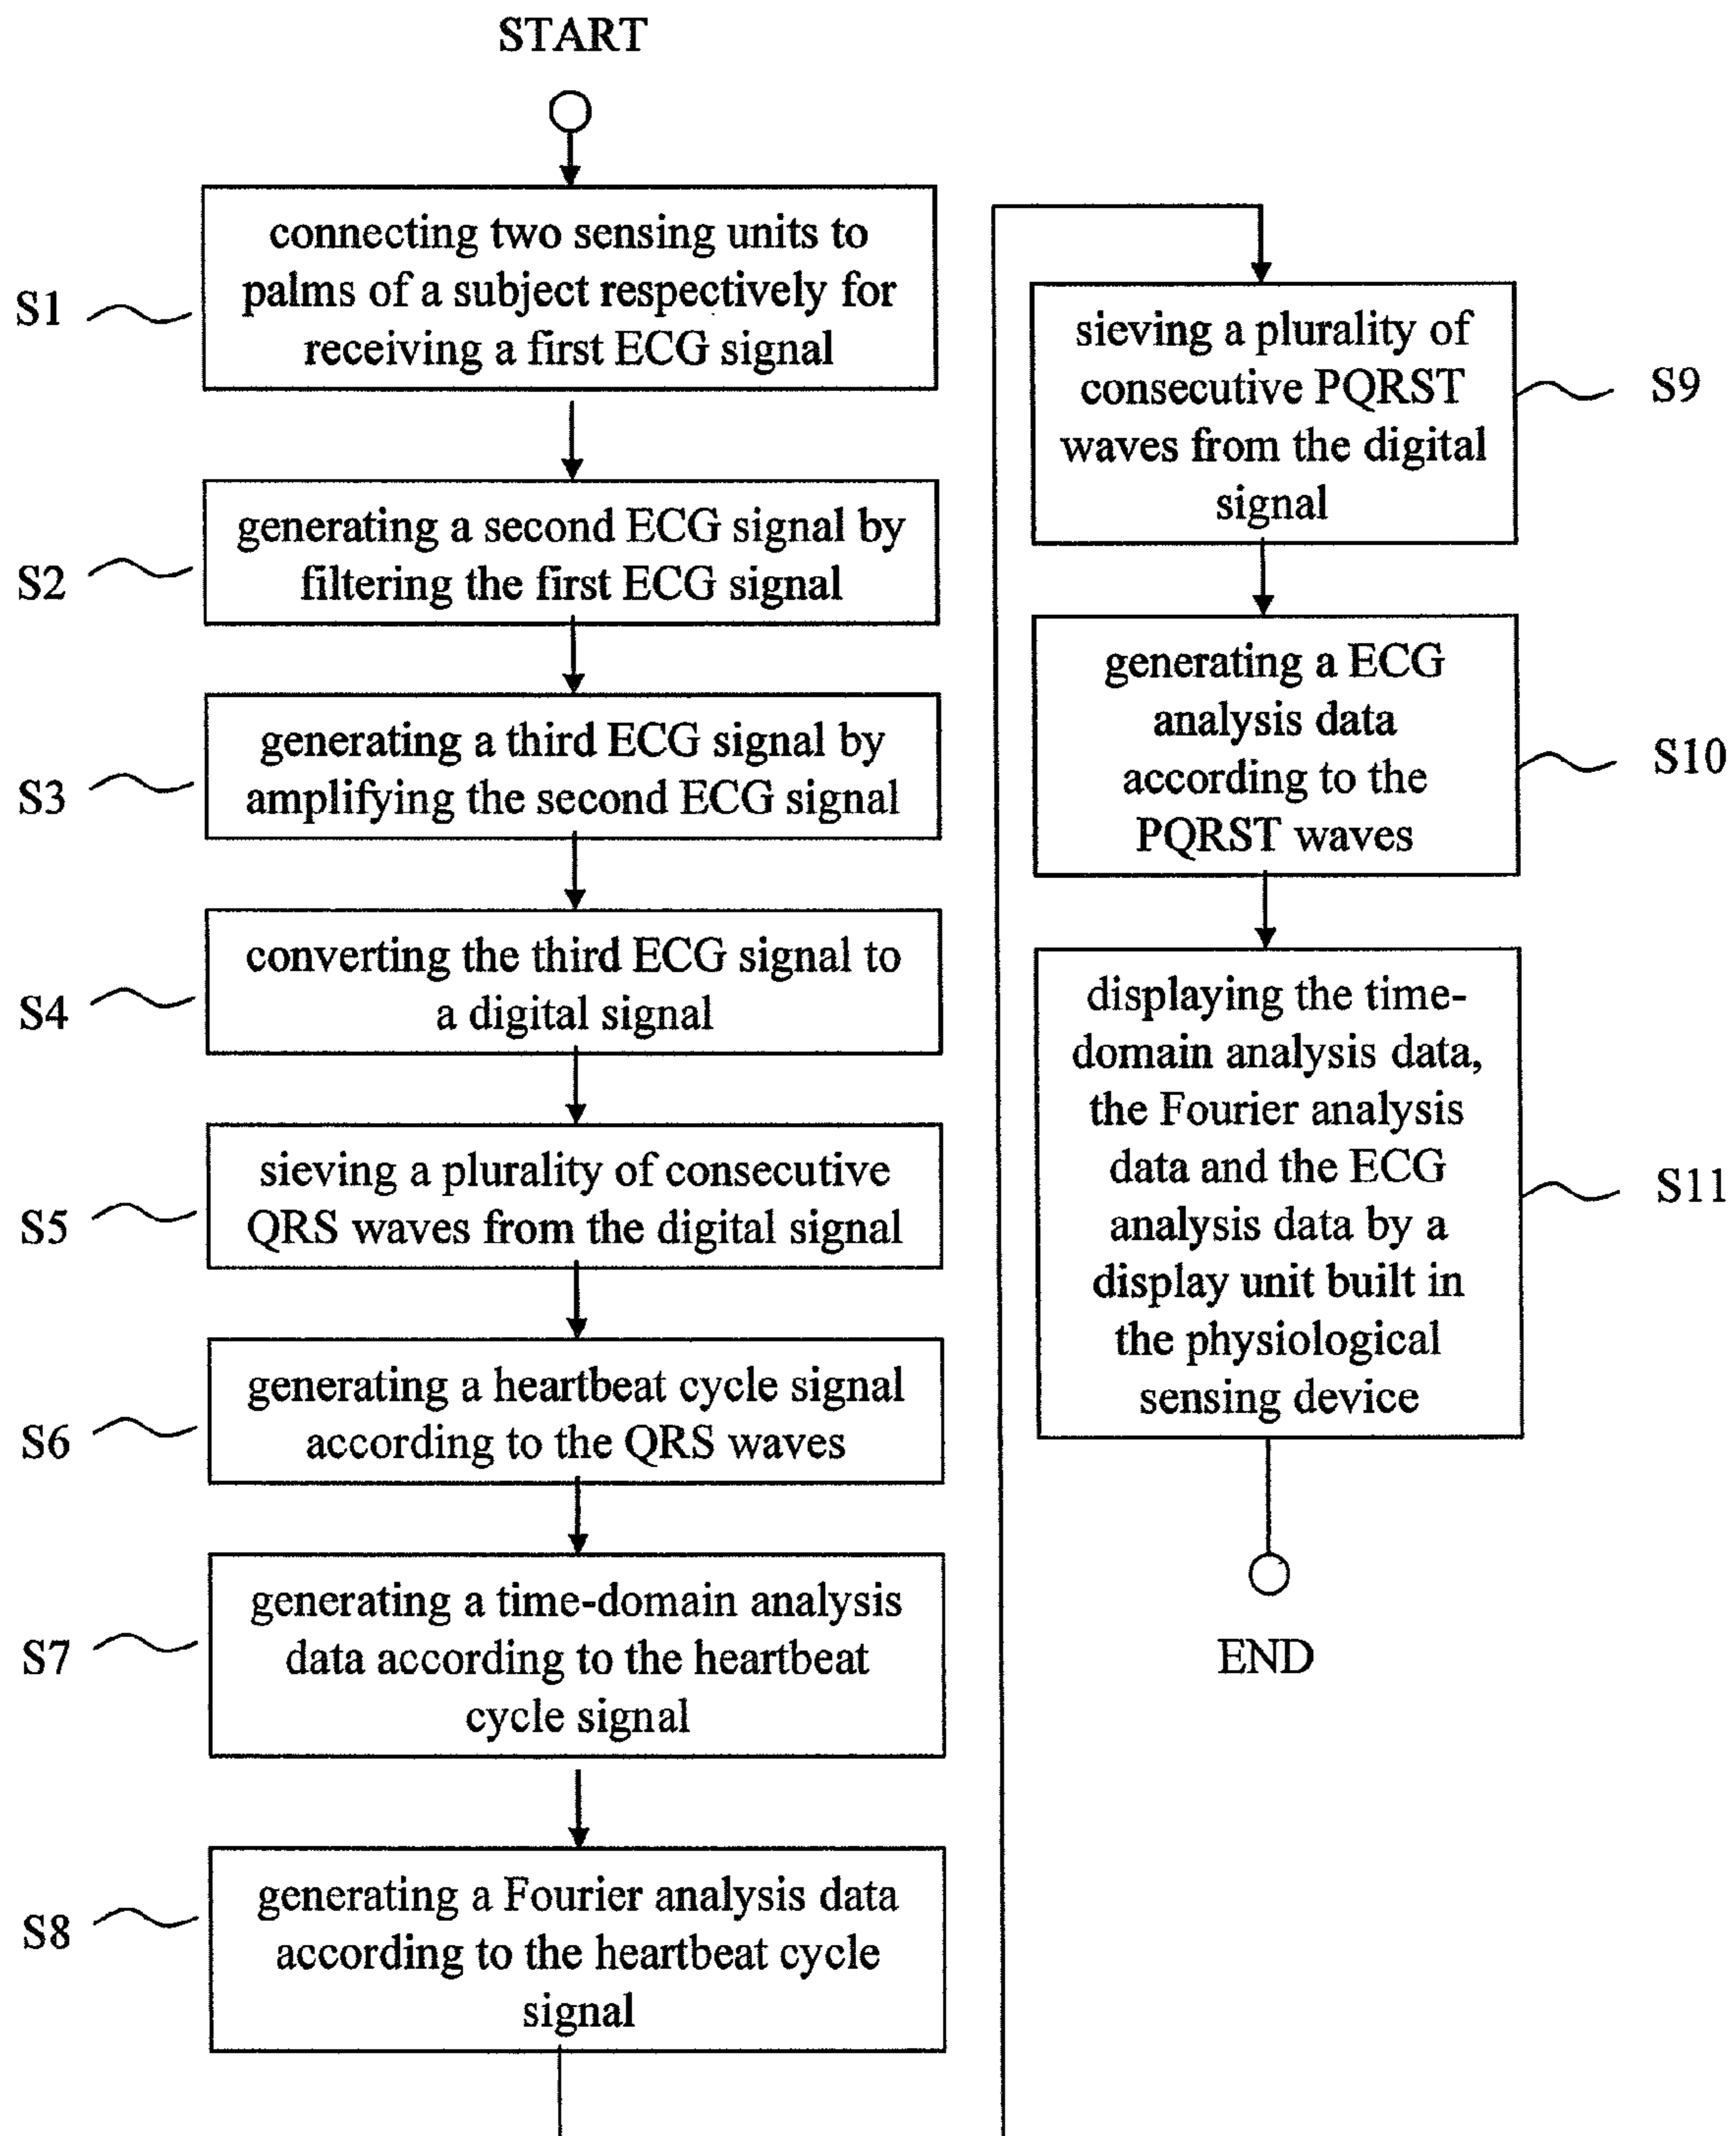 START
S1
connecting two sensing units to
palms of a subject respectively for
receiving a first ECG signal
S2
generating a second ECG signal by
filtering the first ECG signal
S3
generating a third ECG signal by
amplifying the second ECG signal
S4
converting the third ECG signal to
a digital signal
S5
sieving a plurality of consecutive
QRS waves from the digital signal
S6
generating a heartbeat cycle signal
according to the QRS waves
S7
generating a time-domain analysis
data according to the heartbeat
cycle signal
S8
generating a Fourier analysis data
according to the heartbeat cycle
signal
sieving a plurality of
consecutive PQRST
waves from the digital
signal
S9
generating a ECG
analysis data
according to the
PQRST waves
S10
displaying the time-
domain analysis data,
the Fourier analysis
data and the ECG
analysis data by a
display unit built in
the physiological
sensing device
S11
END